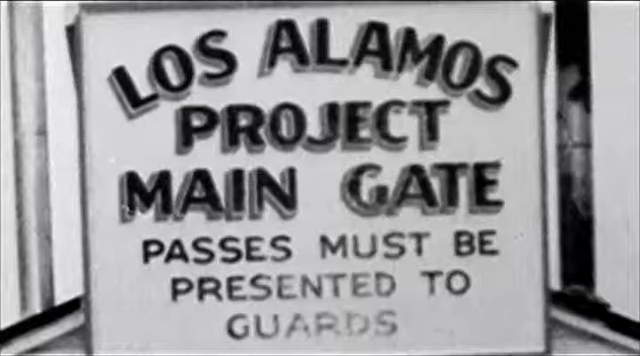 LOS ALAMOS
PROJECT
MAIN GATE
PASSES MUST BE
PRESENTED TO
GUARDS